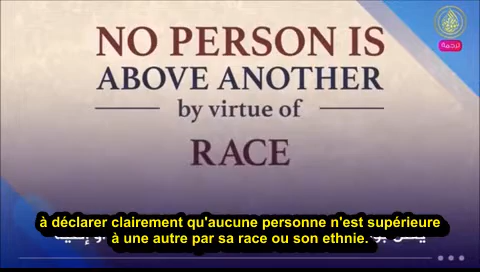 ترجمة
NO PERSON IS
ABOVE ANOTHER
by virtue of
RACE
à déclarer clairement qu'aucune personne n'est supérieure
à une autre par sa race ou son ethnie.